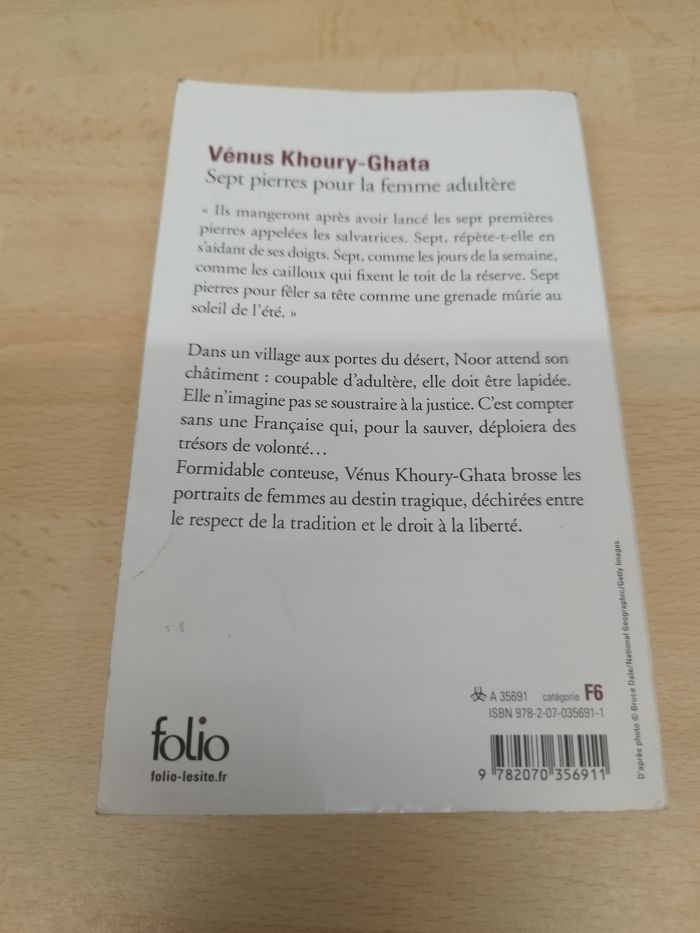 Vénus Khoury-Ghata
Sept pierres pour la femme adultère
« Ils mangeront après avoir lancé les sept premières
pierres appelées les salvatrices. Sept, répète-t-elle en
s'aidant de ses doigts. Sept, comme les jours de la semaine,
comme les cailloux qui fixent le toit de la réserve. Sept
pierres pour fêler sa tête comme une grenade mûrie au
soleil de l'été. »
Dans un village aux portes du désert, Noor attend son
châtiment : coupable d'adultère, elle doit être lapidée.
Elle n'imagine pas se soustraire à la justice. C'est compter
sans une Française qui, pour la sauver, déploiera des
trésors de volonté…
Formidable conteuse, Vénus Khoury-Ghata brosse les
portraits de femmes au destin tragique, déchirées entre
le respect de la tradition et le droit à la liberté.
D'après photo © Bruce Dale/National Geographic/Getty Images.
A 35691 catégorie F6
ISBN 978-2-07-035691-1
folio
folio-lesite.fr
9 782070 356911